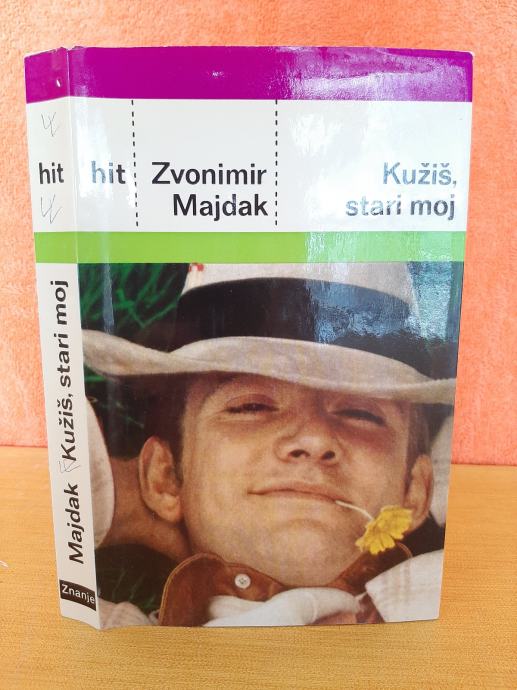 hit
Majdak Kužiš, stari moj
Znanje
hit
Zvonimir
Majdak
Kužiš,
stari moj